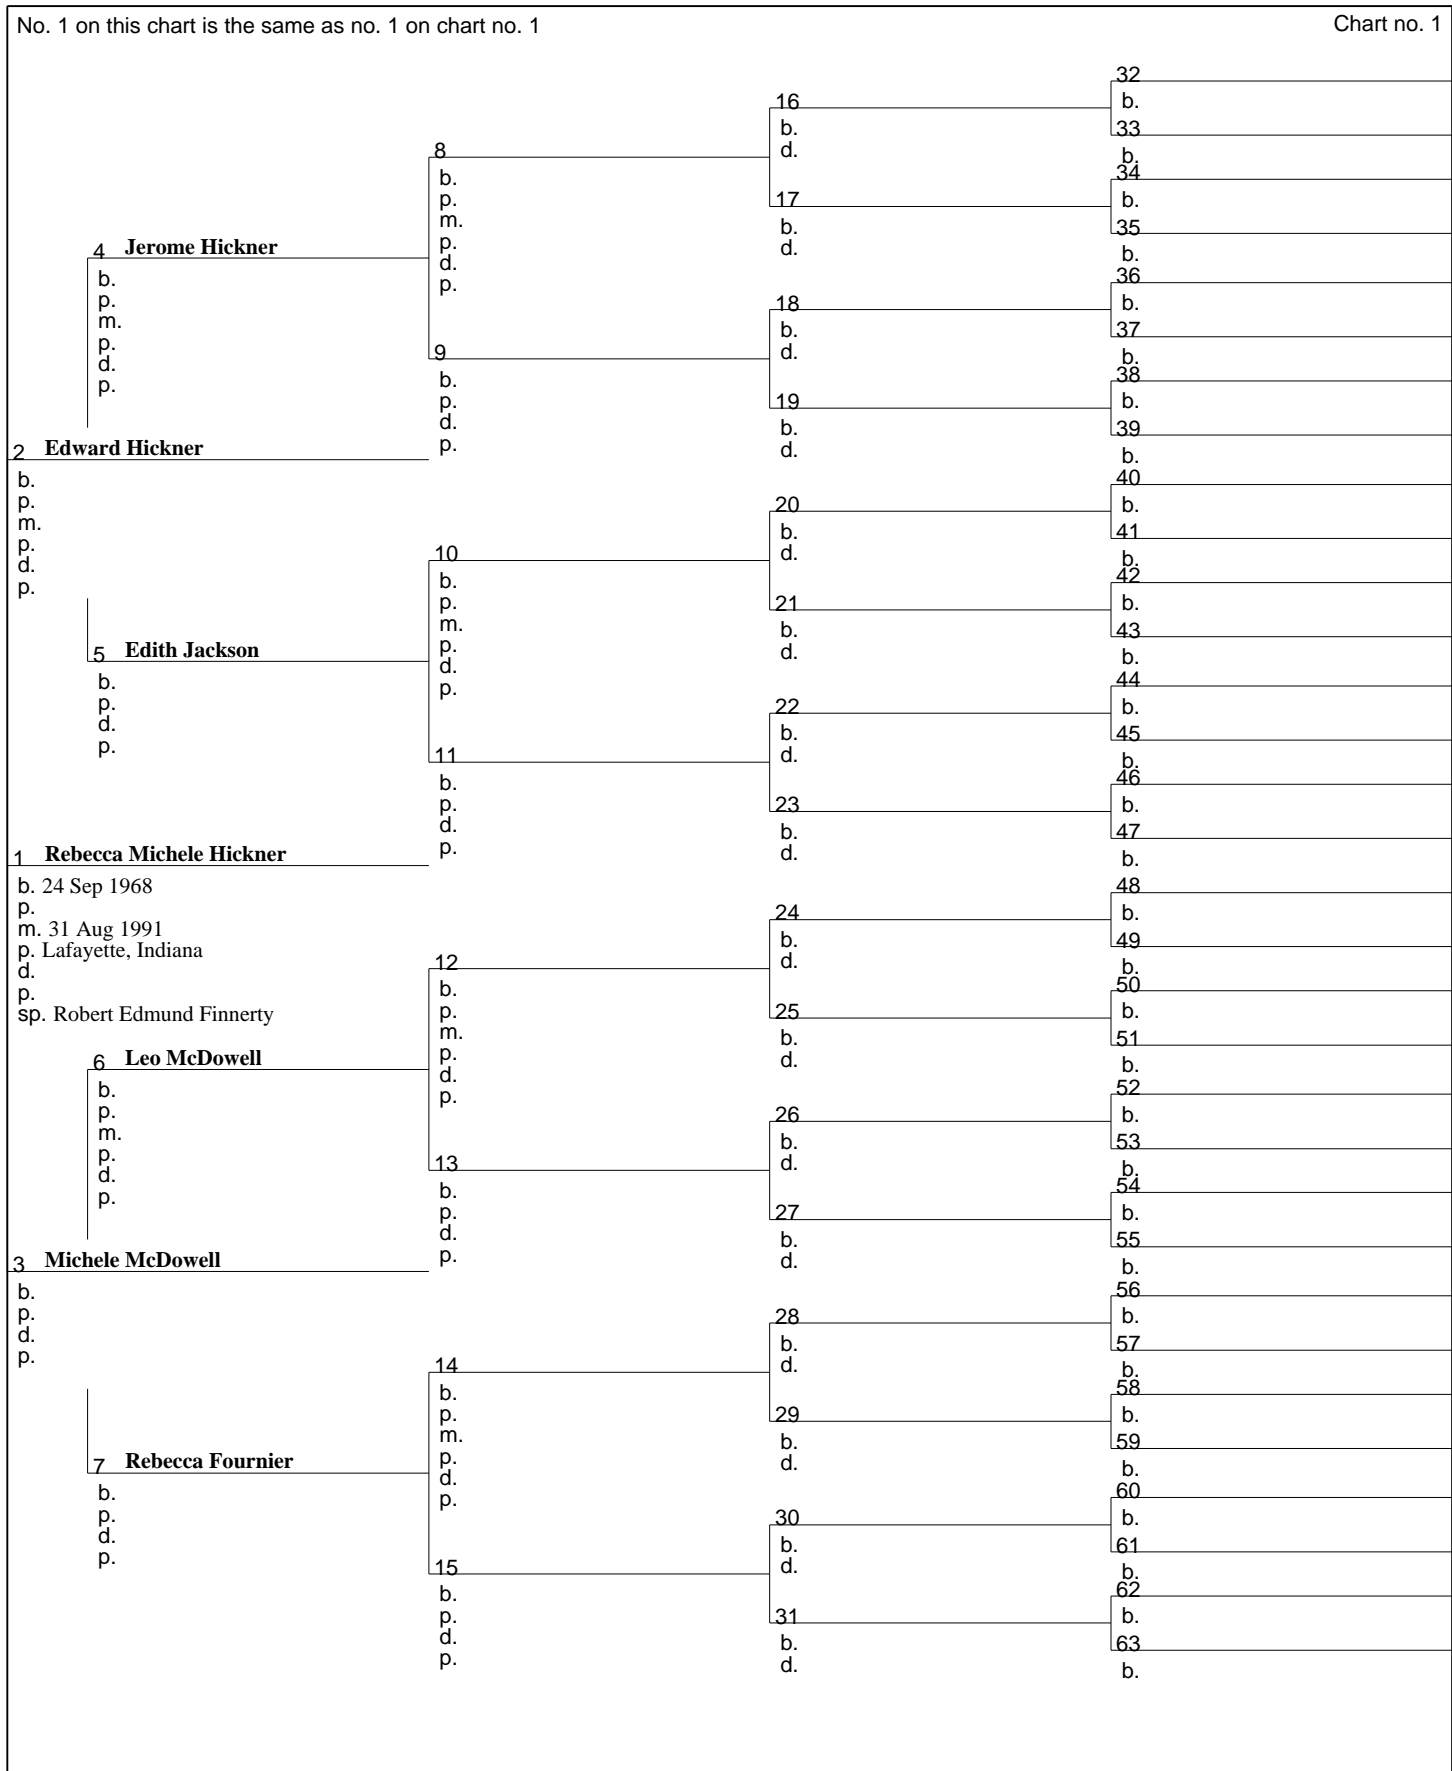 No. 1 on this chart is the same as no. 1 on chart no. 1
Chart no. 1
2 Edward Hickner
b.
p.
m.
p.
d.
p.
1 Rebecca Michele Hickner
b. 24 Sep 1968
p.
m. 31 Aug 1991
p. Lafayette, Indiana
d.
p.
sp. Robert Edmund Finnerty
3 Michele McDowell
b.
p.
d.
p.
4 Jerome Hickner
b.
p.
m.
p.
d.
p.
5 Edith Jackson
b.
p.
d.
p.
6 Leo McDowell
b.
p.
m.
p.
d.
p.
7 Rebecca Fournier
b.
p.
d.
p.
8
b.
p.
m.
p.
d.
p.
9
b.
p.
d.
p.
10
b.
p.
m.
p.
d.
p.
11
b.
p.
d.
p.
12
b.
p.
m.
p.
d.
p.
13
b.
p.
d.
p.
14
b.
p.
m.
p.
d.
p.
15
b.
p.
d.
p.
16
b.
d.
17
b.
d.
18
b.
d.
19
b.
d.
20
b.
d.
21
b.
d.
22
b.
d.
23
b.
d.
24
b.
d.
25
b.
d.
26
b.
d.
27
b.
d.
28
b.
d.
29
b.
d.
30
b.
d.
31
b.
d.
32
b.
33
b.
34
b.
35
b.
36
b.
37
b.
38
b.
39
b.
40
b.
41
b.
42
b.
43
b.
44
b.
45
b.
46
b.
47
b.
48
b.
49
b.
50
b.
51
b.
52
b.
53
b.
54
b.
55
b.
56
b.
57
b.
58
b.
59
b.
60
b.
61
b.
62
b.
63
b.